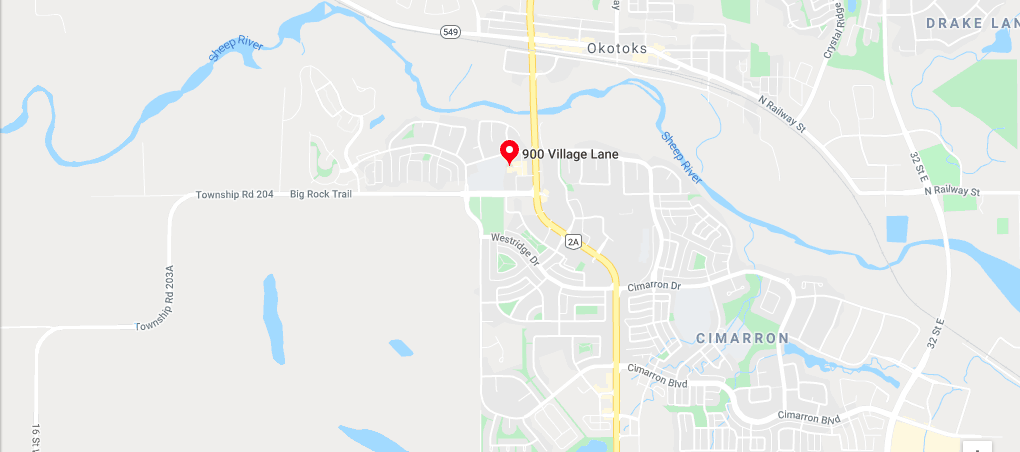 DRAKE LAN
Crystal Ridge
549
Sheep River
Okotoks
N Railway St
Sheep River
32 St E
900 Village Lane
Township Rd 204
Big Rock Trail
N Railway St
Westridge Dr
2A
Township Rd 203A
Cimarron Dr
CIMARRON
32 St E
Cimarron Blvd
Cimarron Blvd
16 St W